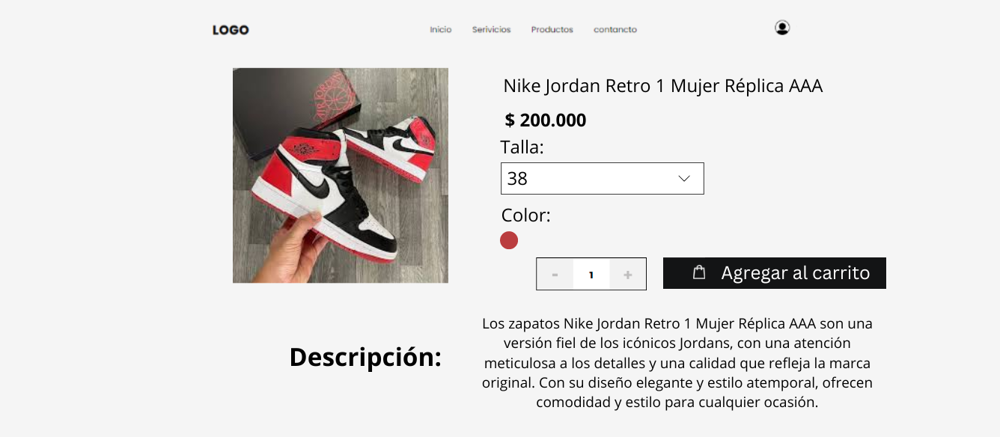 LOGO
Inicio
Serivicios
Productos
contancto
AIR JORDAN
Nike Jordan Retro 1 Mujer Réplica AAA
$ 200.000
Talla:
38
Color:
- 1 +
Agregar al carrito
Descripción:
Los zapatos Nike Jordan Retro 1 Mujer Réplica AAA son una
versión fiel de los icónicos Jordans, con una atención
meticulosa a los detalles y una calidad que refleja la marca
original. Con su diseño elegante y estilo atemporal, ofrecen
comodidad y estilo para cualquier ocasión.